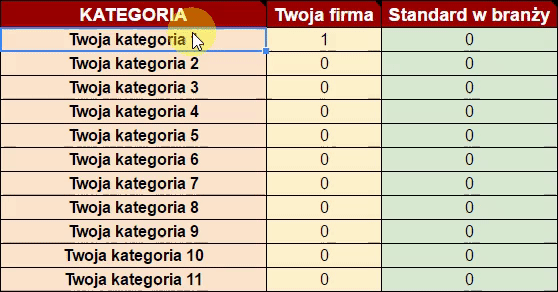 KATEGORIA Twoja firma Standard w branży
Twoja kategoria 1 0
Twoja kategoria 2 0 0
Twoja kategoria 3 0 0
Twoja kategoria 4 0 0
Twoja kategoria 5 0 0
Twoja kategoria 6 0 0
Twoja kategoria 7 0 0
Twoja kategoria 8 0 0
Twoja kategoria 9 0 0
Twoja kategoria 10 0 0
Twoja kategoria 11 0 0